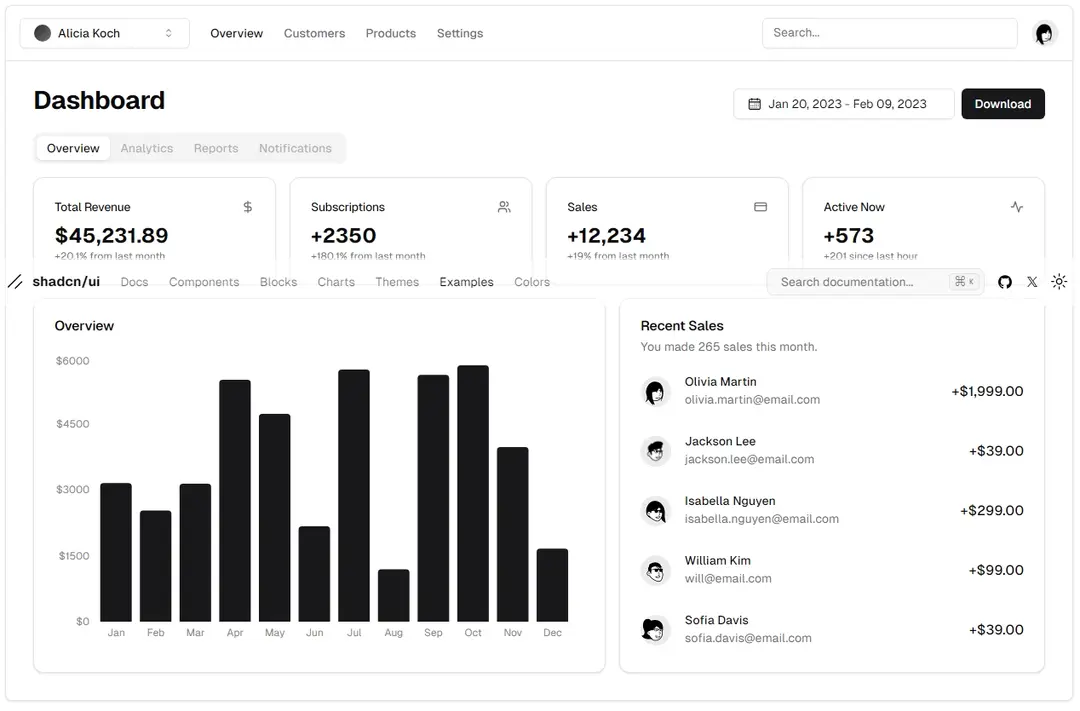 Alicia Koch Overview Customers Products Settings Search...
Dashboard
Jan 20, 2023 - Feb 09, 2023 Download
Overview Analytics Reports Notifications
Total Revenue $ Subscriptions Sales Active Now
$45,231.89 +2350 +12,234 +573
+20.1% from last month +180.1% from last month +19% from last month +201 since last hour
shadcn/ui Docs Components Blocks Charts Themes Examples Colors Search documentation... ⌘ K
Overview
$6000
$4500
$3000
$1500
$0
Jan Feb Mar Apr May Jun Jul Aug Sep Oct Nov Dec
Recent Sales
You made 265 sales this month.
Olivia Martin
olivia.martin@email.com
+$1,999.00
Jackson Lee
jackson.lee@email.com
+$39.00
Isabella Nguyen
isabella.nguyen@email.com
+$299.00
William Kim
will@email.com
+$99.00
Sofia Davis
sofia.davis@email.com
+$39.00